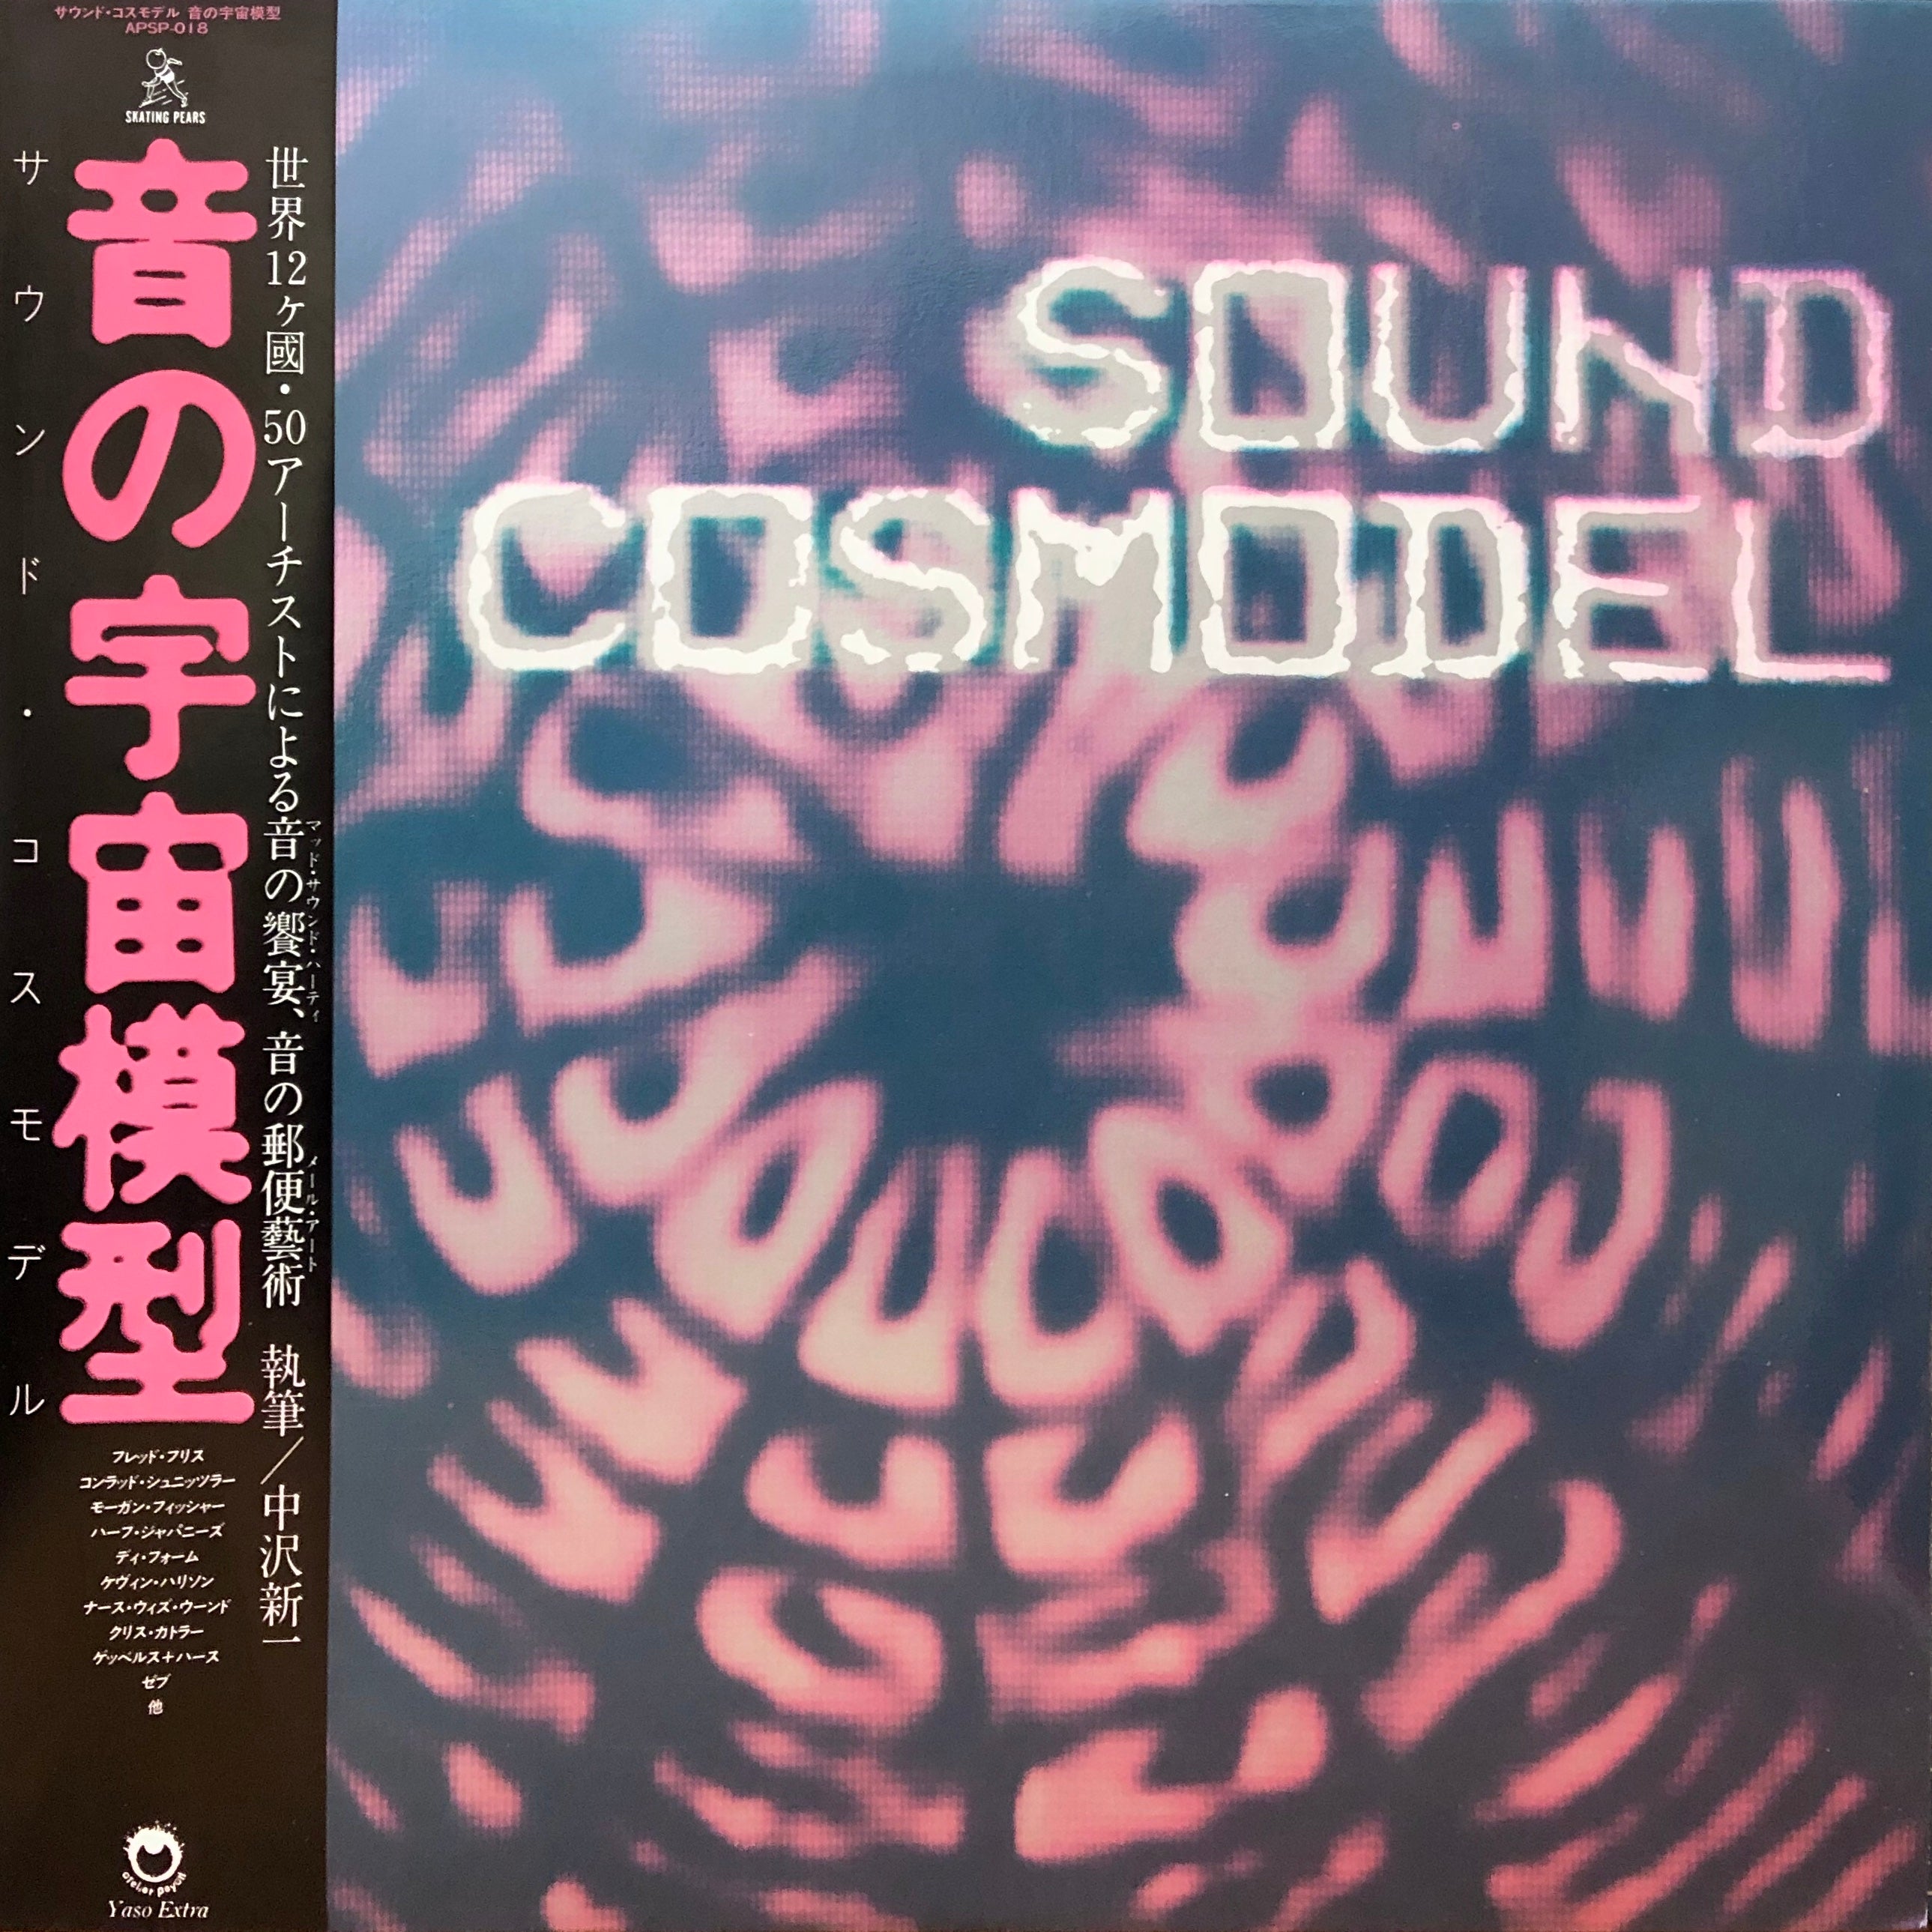 サウンド・コスモデル 音の宇宙模型
APSP-018
SKATING PEARS
世界12ヶ國・50アーチストによる音の饗宴、音の郵便藝術 執筆／中沢新一
マッド・サウンド・パーティ
メール・アート
音の宇宙模型
サウンド・コスモデル
フレッド・フリス
コンラッド・シュニッツラー
モーガン・フィッシャー
ハーフ・ジャパニーズ
ディ・フォーム
ケヴィン・ハリソン
ナース・ウィズ・ウーンド
クリス・カトラー
ゲッベルス＋ハース
ゼブ
他
atelier peyotl
Yaso Extra
SOUND
COSMODEL